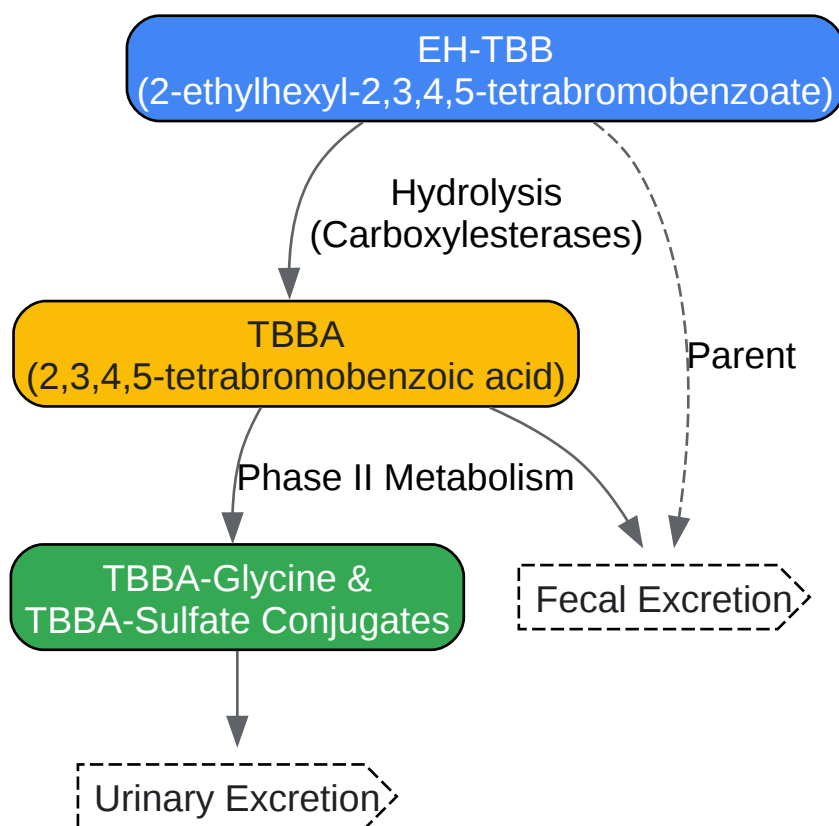 EH-TBB
(2-ethylhexyl-2,3,4,5-tetrabromobenzoate)
Hydrolysis
(Carboxylesterases)
TBBA
(2,3,4,5-tetrabromobenzoic acid)
Parent
Phase II Metabolism
TBBA-Glycine &
TBBA-Sulfate Conjugates
Fecal Excretion
Urinary Excretion